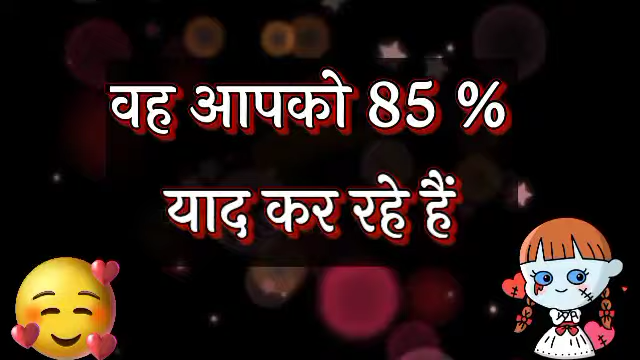 वह आपको 85 %
याद कर रहे हैं